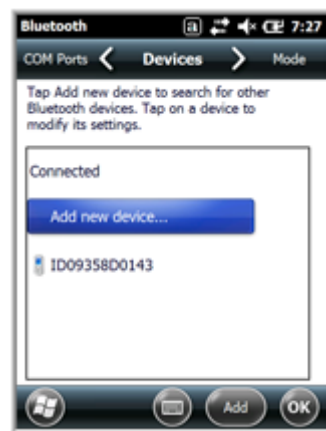 Bluetooth a 7:27
COM Ports Devices Mode
Tap Add new device to search for other
Bluetooth devices. Tap on a device to
modify its settings.
Connected
Add new device...
ID09358D0143
Add OK